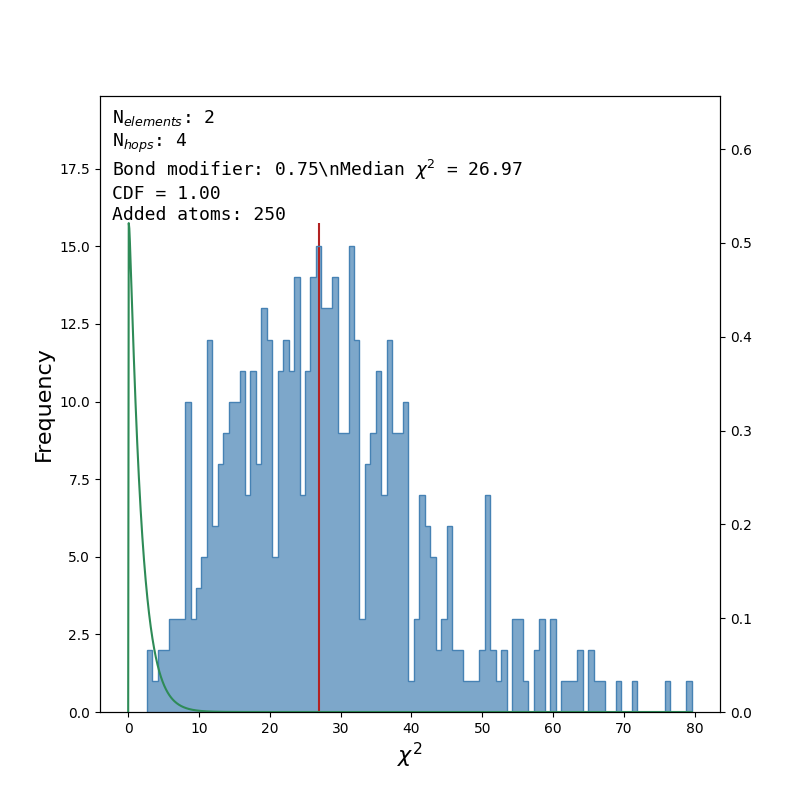 N_elements: 2
N_hops: 4
Bond modifier: 0.75\nMedian χ² = 26.97
CDF = 1.00
Added atoms: 250
Frequency
17.5
15.0
12.5
10.0
7.5
5.0
2.5
0.0
0.6
0.5
0.4
0.3
0.2
0.1
0.0
0 10 20 30 40 50 60 70 80
χ²